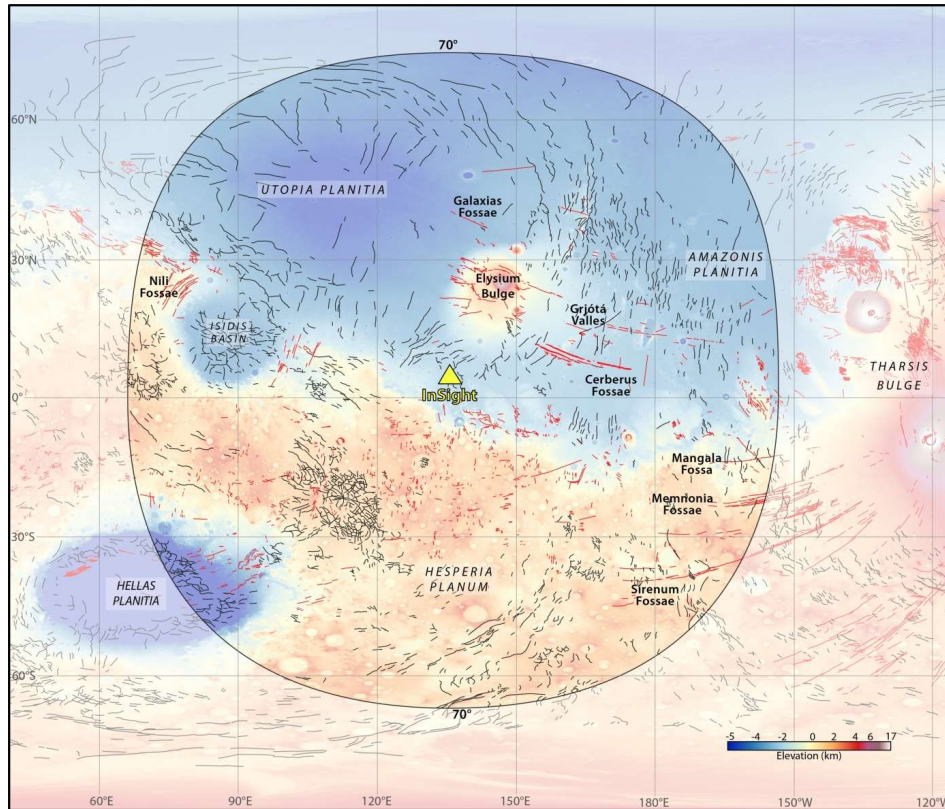 70°
60°N
UTOPIA PLANITIA
Galaxias
Fossae
30°N
AMAZONIS
PLANITIA
Nili
Fossae
Elysium
Bulge
Grjótá
Valles
ISIDIS
BASIN
InSight
Cerberus
Fossae
THARSIS
BULGE
0°
Mangala
Fossa
Memnonia
Fossae
30°S
HESPERIA
PLANUM
HELLAS
PLANITIA
Sirenum
Fossae
60°S
70°
-5 -4 -2 0 2 4 6 17
Elevation (km)
60°E 90°E 120°E 150°E 180°E 150°W 120°W